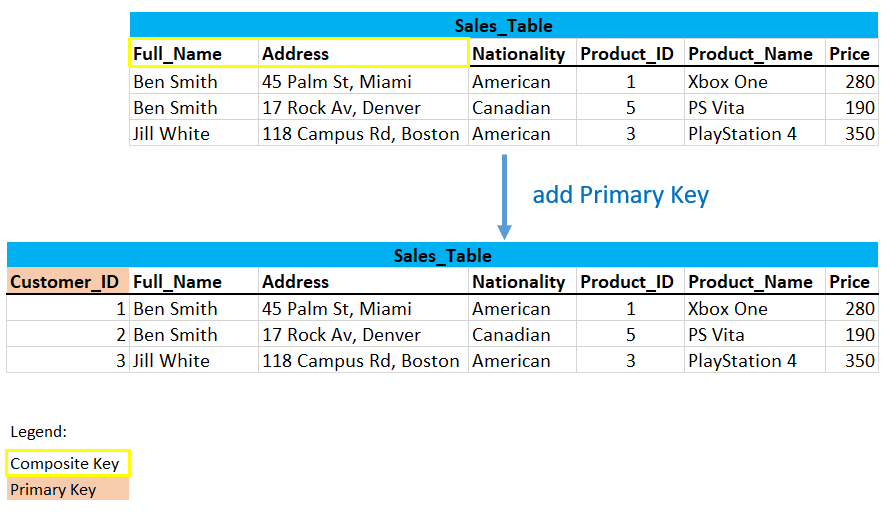 Sales_Table
Full_Name Address Nationality Product_ID Product_Name Price
Ben Smith 45 Palm St, Miami American 1 Xbox One 280
Ben Smith 17 Rock Av, Denver Canadian 5 PS Vita 190
Jill White 118 Campus Rd, Boston American 3 PlayStation 4 350
add Primary Key
Sales_Table
Customer_ID Full_Name Address Nationality Product_ID Product_Name Price
1 Ben Smith 45 Palm St, Miami American 1 Xbox One 280
2 Ben Smith 17 Rock Av, Denver Canadian 5 PS Vita 190
3 Jill White 118 Campus Rd, Boston American 3 PlayStation 4 350
Legend:
Composite Key
Primary Key